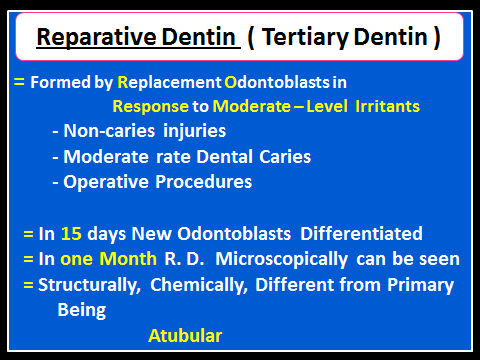 Reparative Dentin ( Tertiary Dentin )
= Formed by Replacement Odontoblasts in
Response to Moderate – Level Irritants
- Non-caries injuries
- Moderate rate Dental Caries
- Operative Procedures
= In 15 days New Odontoblasts Differentiated
= In one Month R. D. Microscopically can be seen
= Structurally, Chemically, Different from Primary
Being
Atubular